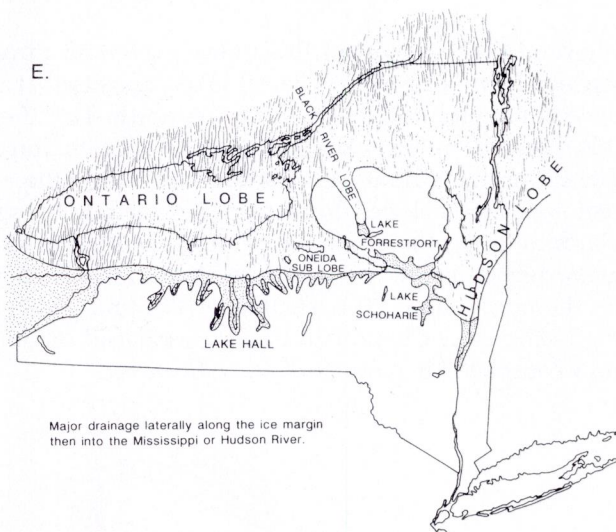 E.
BLACK RIVER LOBE
ONTARIO LOBE
HUDSON LOBE
LAKE
FORRESTPORT
ONEIDA
SUB LOBE
LAKE
SCHOHARIE
LAKE HALL
Major drainage laterally along the ice margin
then into the Mississippi or Hudson River.